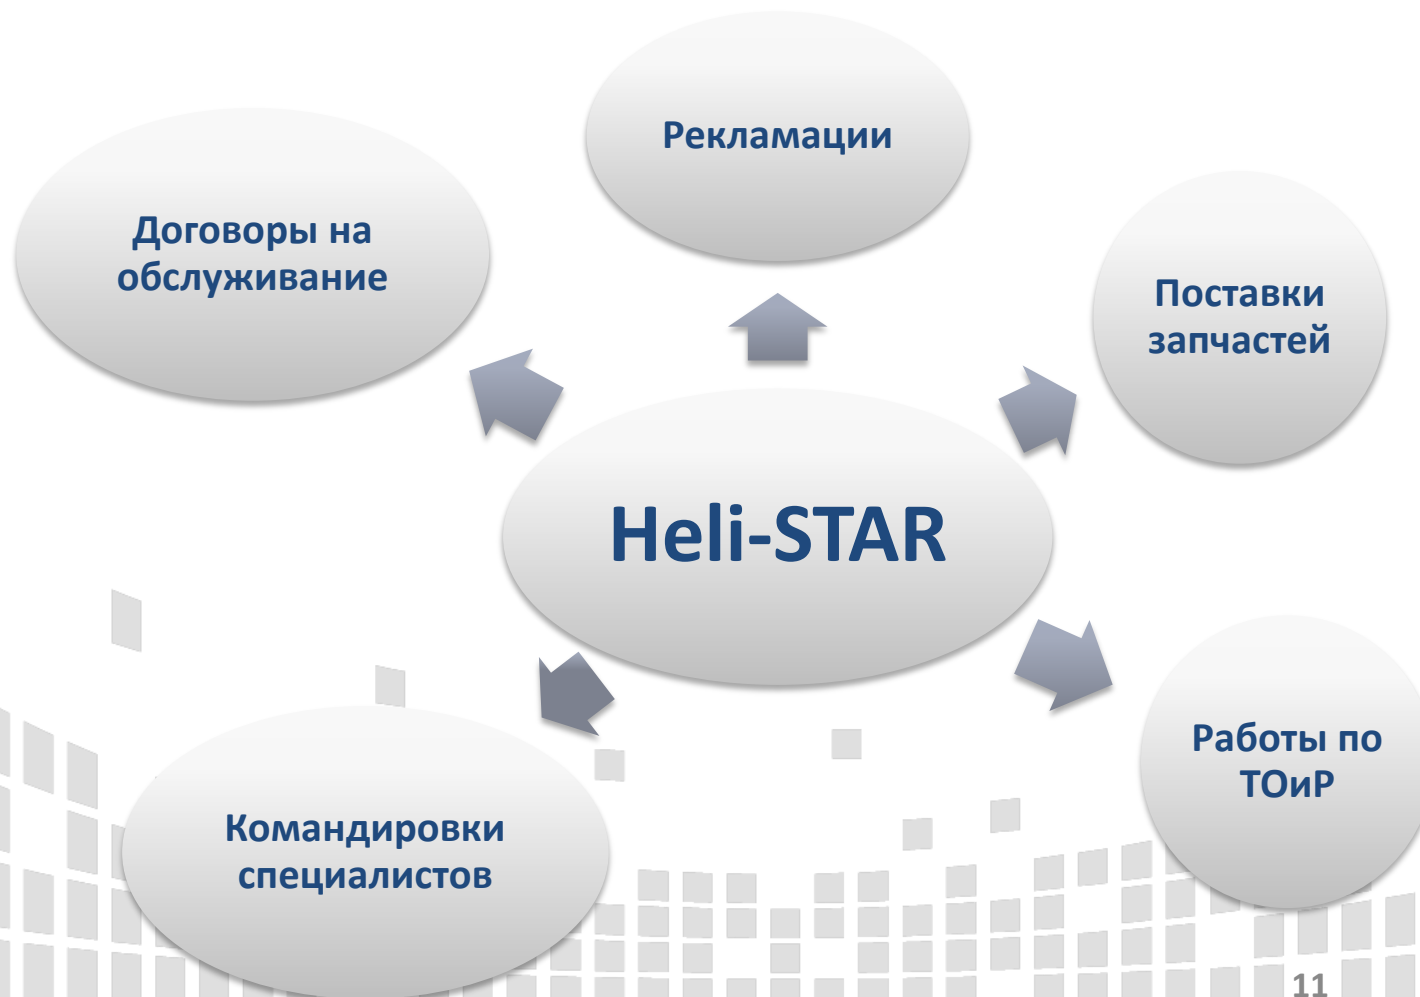 Рекламации
Договоры на
обслуживание
Поставки
запчастей
Heli-STAR
Работы по
ТОиР
Командировки
специалистов
11